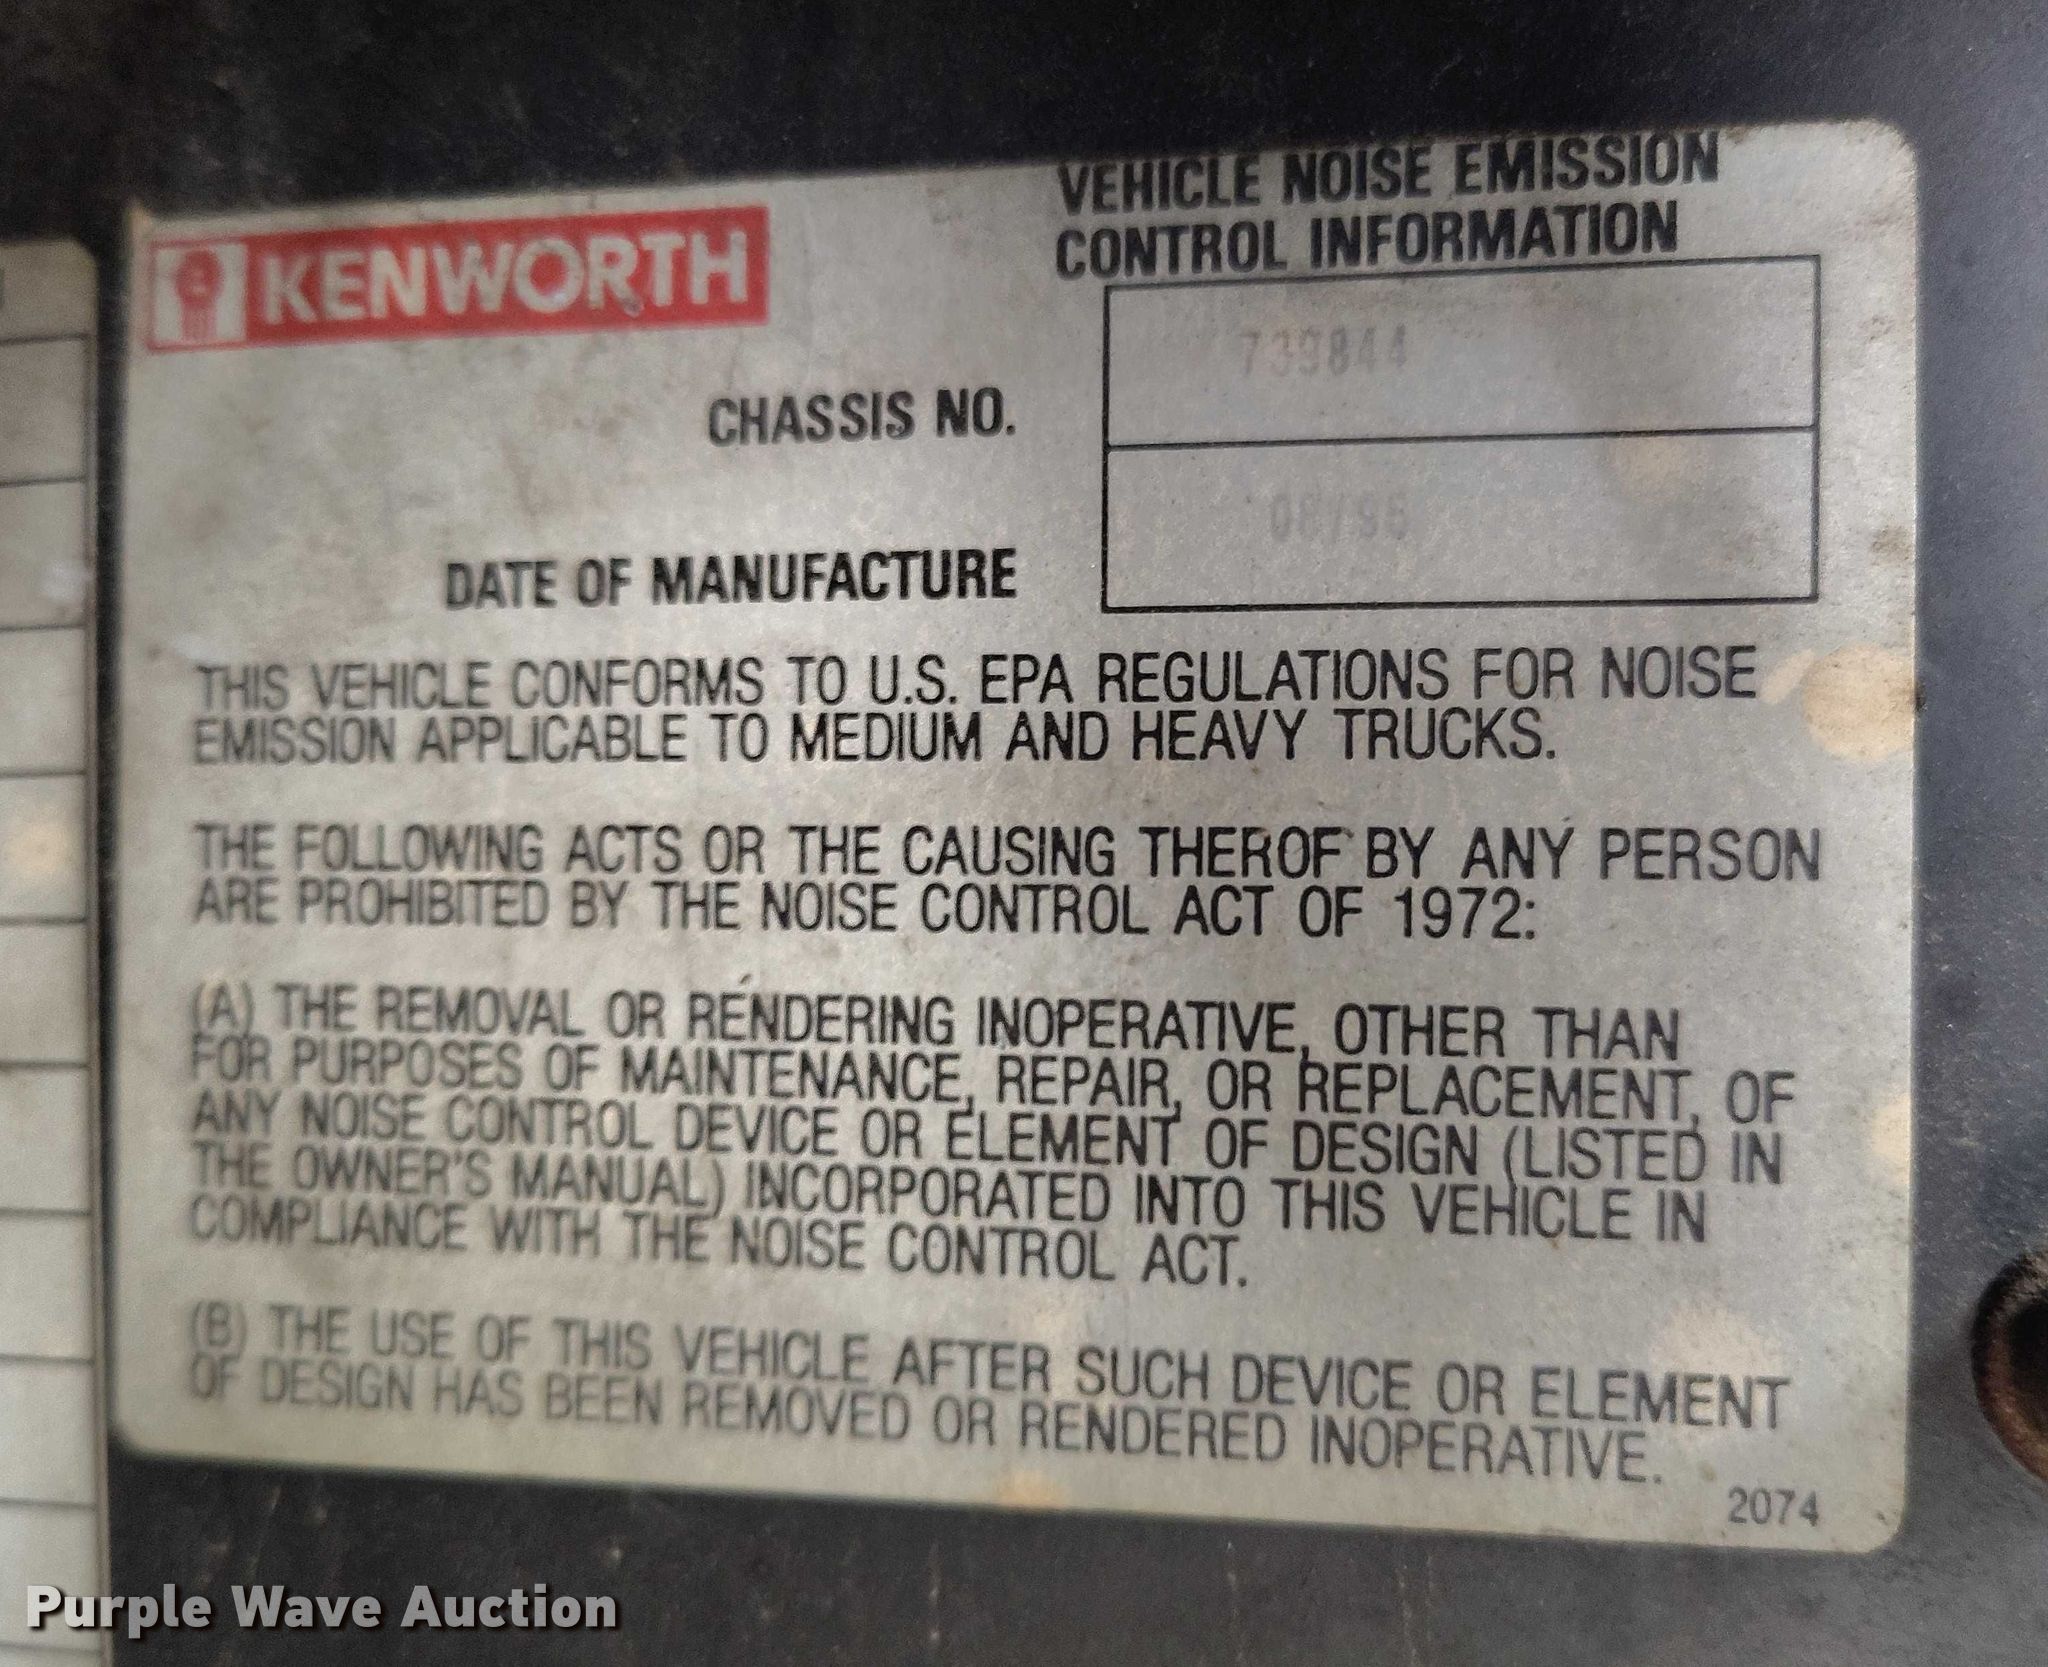 VEHICLE NOISE EMISSION
CONTROL INFORMATION
KENWORTH
739844
CHASSIS NO.
DATE OF MANUFACTURE
THIS VEHICLE CONFORMS TO U.S. EPA REGULATIONS FOR NOISE
EMISSION APPLICABLE TO MEDIUM AND HEAVY TRUCKS.
THE FOLLOWING ACTS OR THE CAUSING THEROF BY ANY PERSON
ARE PROHIBITED BY THE NOISE CONTROL ACT OF 1972:
(A) THE REMOVAL OR RENDERING INOPERATIVE, OTHER THAN
FOR PURPOSES OF MAINTENANCE, REPAIR, OR REPLACEMENT, OF
ANY NOISE CONTROL DEVICE OR ELEMENT OF DESIGN (LISTED IN
THE OWNER'S MANUAL) INCORPORATED INTO THIS VEHICLE IN
COMPLIANCE WITH THE NOISE CONTROL ACT.
(B) THE USE OF THIS VEHICLE AFTER SUCH DEVICE OR ELEMENT
OF DESIGN HAS BEEN REMOVED OR RENDERED INOPERATIVE.
2074
Purple Wave Auction